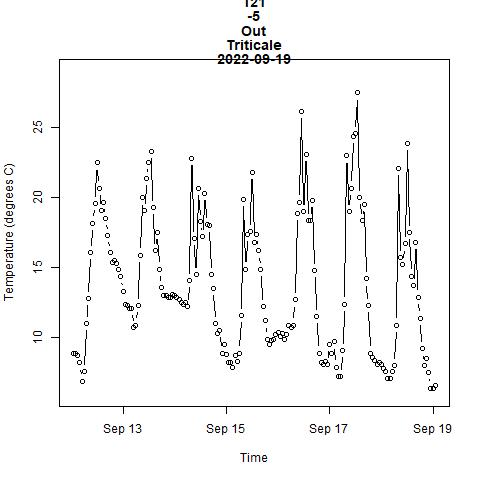 121
-5
Out
Triticale
2022-09-19
Temperature (degrees C)
25
20
15
10
Sep 13
Sep 15
Sep 17
Sep 19
Time